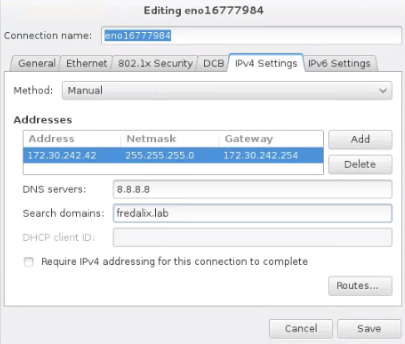 Editing eno16777984
Connection name: eno16777984
General Ethernet 802.1x Security DCB IPv4 Settings IPv6 Settings
Method: Manual
Addresses
Address Netmask Gateway
172.30.242.42 255.255.255.0 172.30.242.254
Add
Delete
DNS servers: 8.8.8.8
Search domains: fredalix.lab
DHCP client ID:
Require IPv4 addressing for this connection to complete
Routes...
Cancel Save